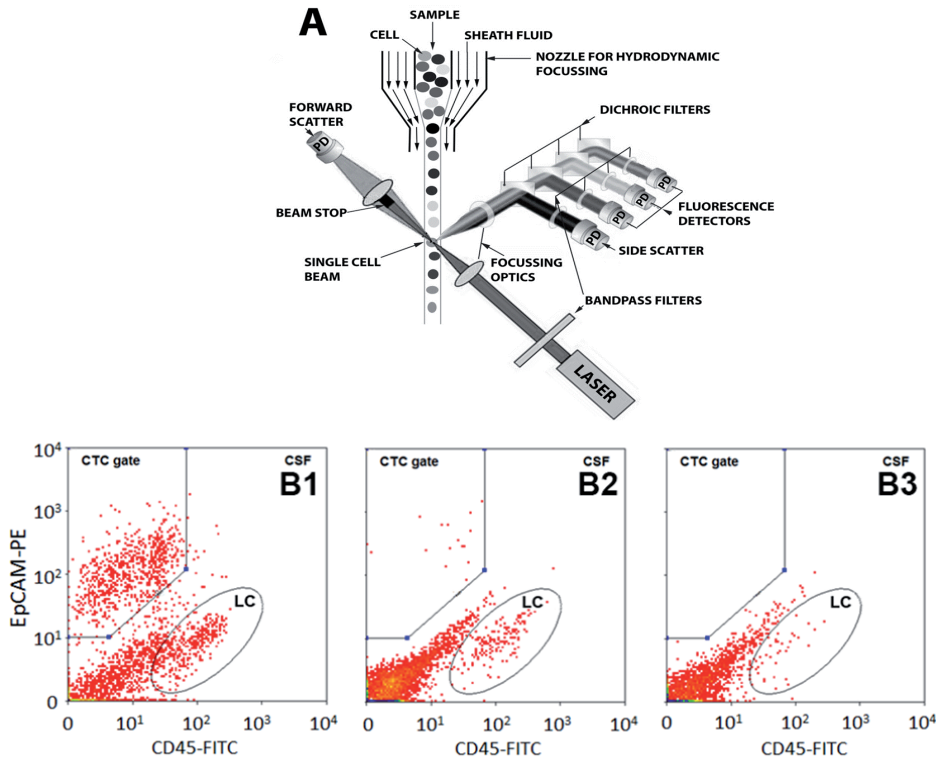 A
SAMPLE
CELL
SHEATH FLUID
NOZZLE FOR HYDRODYNAMIC
FOCUSSING
FORWARD
SCATTER
PD
DICHROIC FILTERS
PD
PD
PD
PD
BEAM STOP
FLUORESCENCE
DETECTORS
SIDE SCATTER
SINGLE CELL
BEAM
FOCUSSING
OPTICS
BANDPASS FILTERS
LASER
EpCAM-PE
10⁴
10³
10²
10¹
0
CTC gate
CSF
B1
LC
0
10¹
10²
10³
10⁴
CD45-FITC
CTC gate
CSF
B2
LC
0
10¹
10²
10³
10⁴
CD45-FITC
CTC gate
CSF
B3
LC
0
10¹
10²
10³
10⁴
CD45-FITC